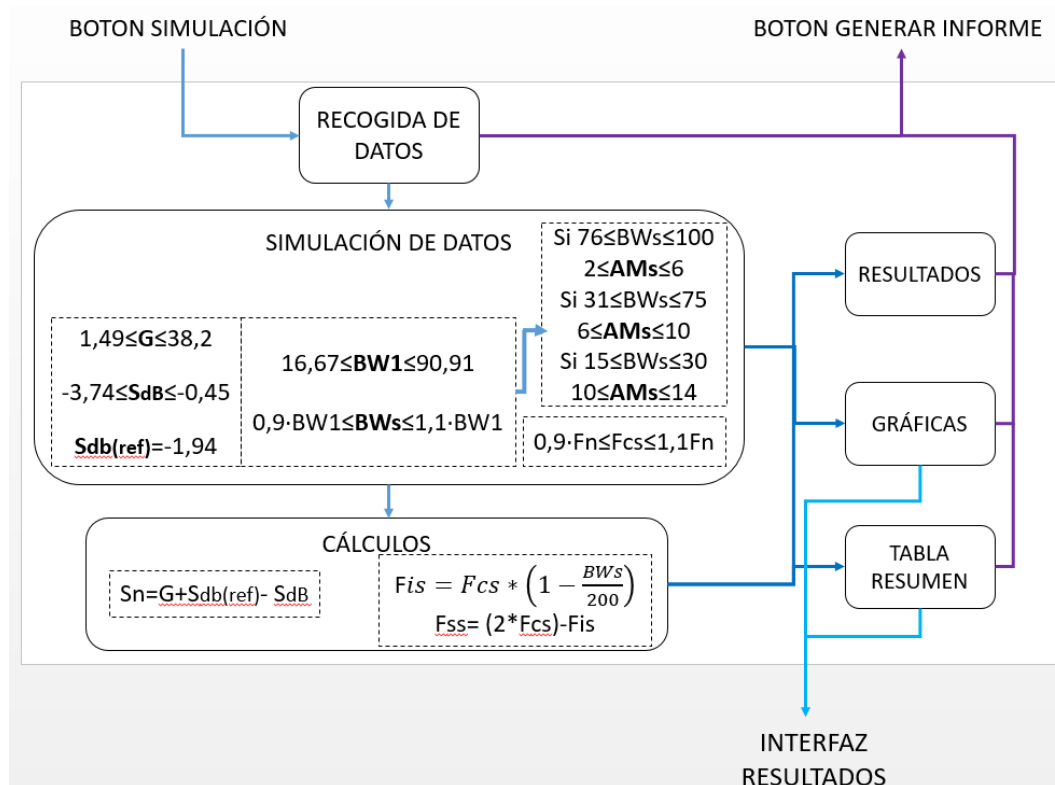 BOTON SIMULACIÓN
BOTON GENERAR INFORME
RECOGIDA DE
DATOS
SIMULACIÓN DE DATOS
1,49≤G≤38,2
-3,74≤SdB≤-0,45
Sdb(ref)=-1,94
16,67≤BW1≤90,91
0,9·BW1≤BWs≤1,1·BW1
Si 76≤BWs≤100
2≤AMs≤6
Si 31≤BWs≤75
6≤AMs≤10
Si 15≤BWs≤30
10≤AMs≤14
0,9·Fn≤Fcs≤1,1Fn
CÁLCULOS
Sn=G+Sdb(ref)- SdB
Fis = Fcs * (1 − BWs/200)
Fss= (2*Fcs)-Fis
RESULTADOS
GRÁFICAS
TABLA
RESUMEN
INTERFAZ
RESULTADOS